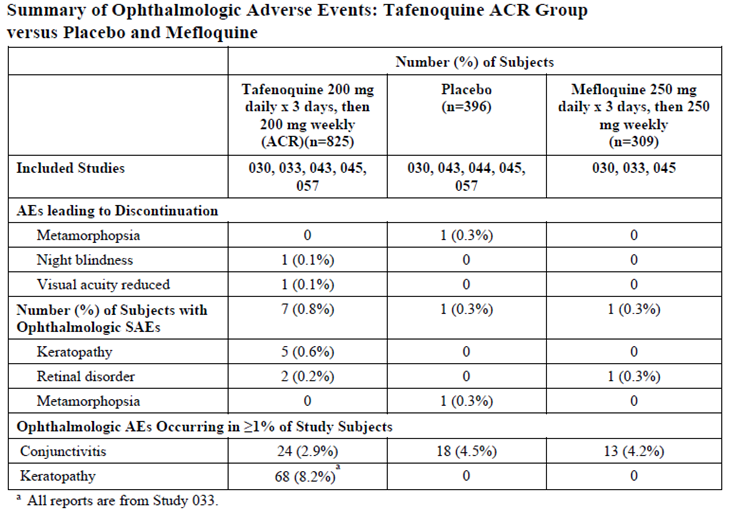 Summary of Ophthalmologic Adverse Events: Tafenoquine ACR Group
versus Placebo and Mefloquine
Number (%) of Subjects
Tafenoquine 200 mg
daily x 3 days, then
200 mg weekly
(ACR)(n=825)
Placebo
(n=396)
Mefloquine 250 mg
daily x 3 days, then 250
mg weekly
(n=309)
Included Studies
030, 033, 043, 045,
057
030, 043, 044, 045,
057
030, 033, 045
AEs leading to Discontinuation
Metamorphopsia 0 1 (0.3%) 0
Night blindness 1 (0.1%) 0 0
Visual acuity reduced 1 (0.1%) 0 0
Number (%) of Subjects with
Ophthalmologic SAEs
7 (0.8%) 1 (0.3%) 1 (0.3%)
Keratopathy 5 (0.6%) 0 0
Retinal disorder 2 (0.2%) 0 1 (0.3%)
Metamorphopsia 0 1 (0.3%) 0
Ophthalmologic AEs Occurring in ≥1% of Study Subjects
Conjunctivitis 24 (2.9%) 18 (4.5%) 13 (4.2%)
Keratopathy 68 (8.2%)a 0 0
a All reports are from Study 033.